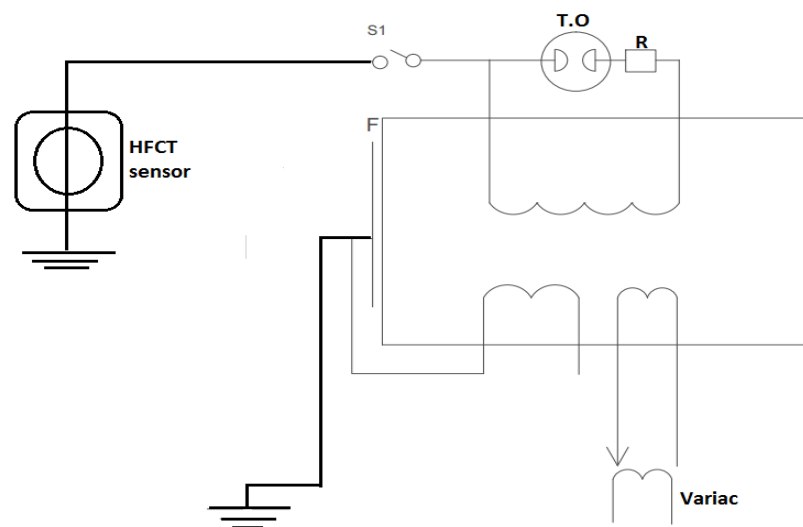 T.O
S1
R
F
HFCT
sensor
Variac